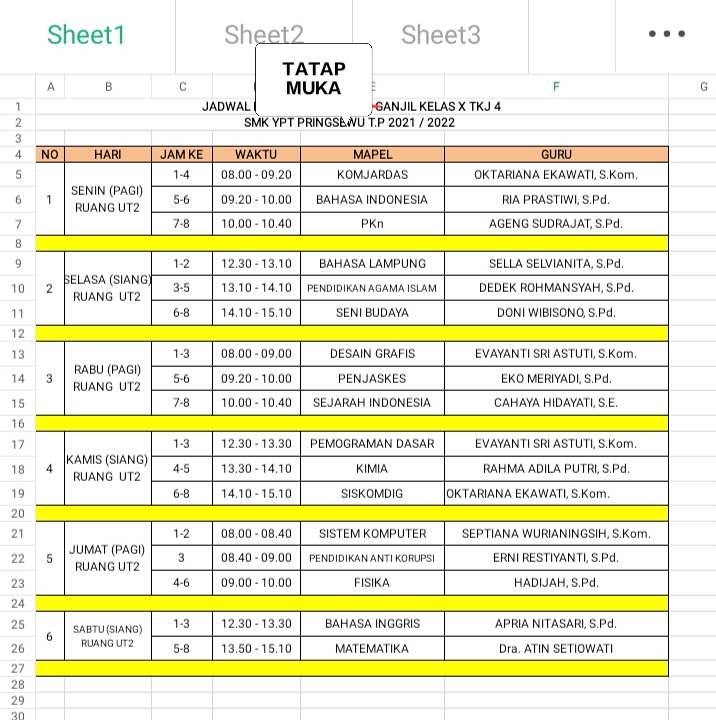 Sheet1 Sheet2 Sheet3
TATAP
MUKA
A B C E F G
1 JADWAL GANJIL KELAS X TKJ 4
2 SMK YPT PRINGSEWU T.P 2021 / 2022
3
4 NO HARI JAM KE WAKTU MAPEL GURU
5 1-4 08.00 - 09.20 KOMJARDAS OKTARIANA EKAWATI, S.Kom.
6 1 SENIN (PAGI) RUANG UT2 5-6 09.20 - 10.00 BAHASA INDONESIA RIA PRASTIWI, S.Pd.
7 7-8 10.00 - 10.40 PKn AGENG SUDRAJAT, S.Pd.
8
9 1-2 12.30 - 13.10 BAHASA LAMPUNG SELLA SELVIANITA, S.Pd.
10 2 SELASA (SIANG) RUANG UT2 3-5 13.10 - 14.10 PENDIDIKAN AGAMA ISLAM DEDEK ROHMANSYAH, S.Pd.
11 6-8 14.10 - 15.10 SENI BUDAYA DONI WIBISONO, S.Pd.
12
13 1-3 08.00 - 09.00 DESAIN GRAFIS EVAYANTI SRI ASTUTI, S.Kom.
14 3 RABU (PAGI) RUANG UT2 5-6 09.20 - 10.00 PENJASKES EKO MERIYADI, S.Pd.
15 7-8 10.00 - 10.40 SEJARAH INDONESIA CAHAYA HIDAYATI, S.E.
16
17 1-3 12.30 - 13.30 PEMOGRAMAN DASAR EVAYANTI SRI ASTUTI, S.Kom.
18 4 KAMIS (SIANG) RUANG UT2 4-5 13.30 - 14.10 KIMIA RAHMA ADILA PUTRI, S.Pd.
19 6-8 14.10 - 15.10 SISKOMDIG OKTARIANA EKAWATI, S.Kom.
20
21 1-2 08.00 - 08.40 SISTEM KOMPUTER SEPTIANA WURIANINGSIH, S.Kom.
22 5 JUMAT (PAGI) RUANG UT2 3 08.40 - 09.00 PENDIDIKAN ANTI KORUPSI ERNI RESTIYANTI, S.Pd.
23 4-6 09.00 - 10.00 FISIKA HADIJAH, S.Pd.
24
25 6 SABTU (SIANG) RUANG UT2 1-3 12.30 - 13.30 BAHASA INGGRIS APRIA NITASARI, S.Pd.
26 5-8 13.50 - 15.10 MATEMATIKA Dra. ATIN SETIOWATI
27
28
29
30